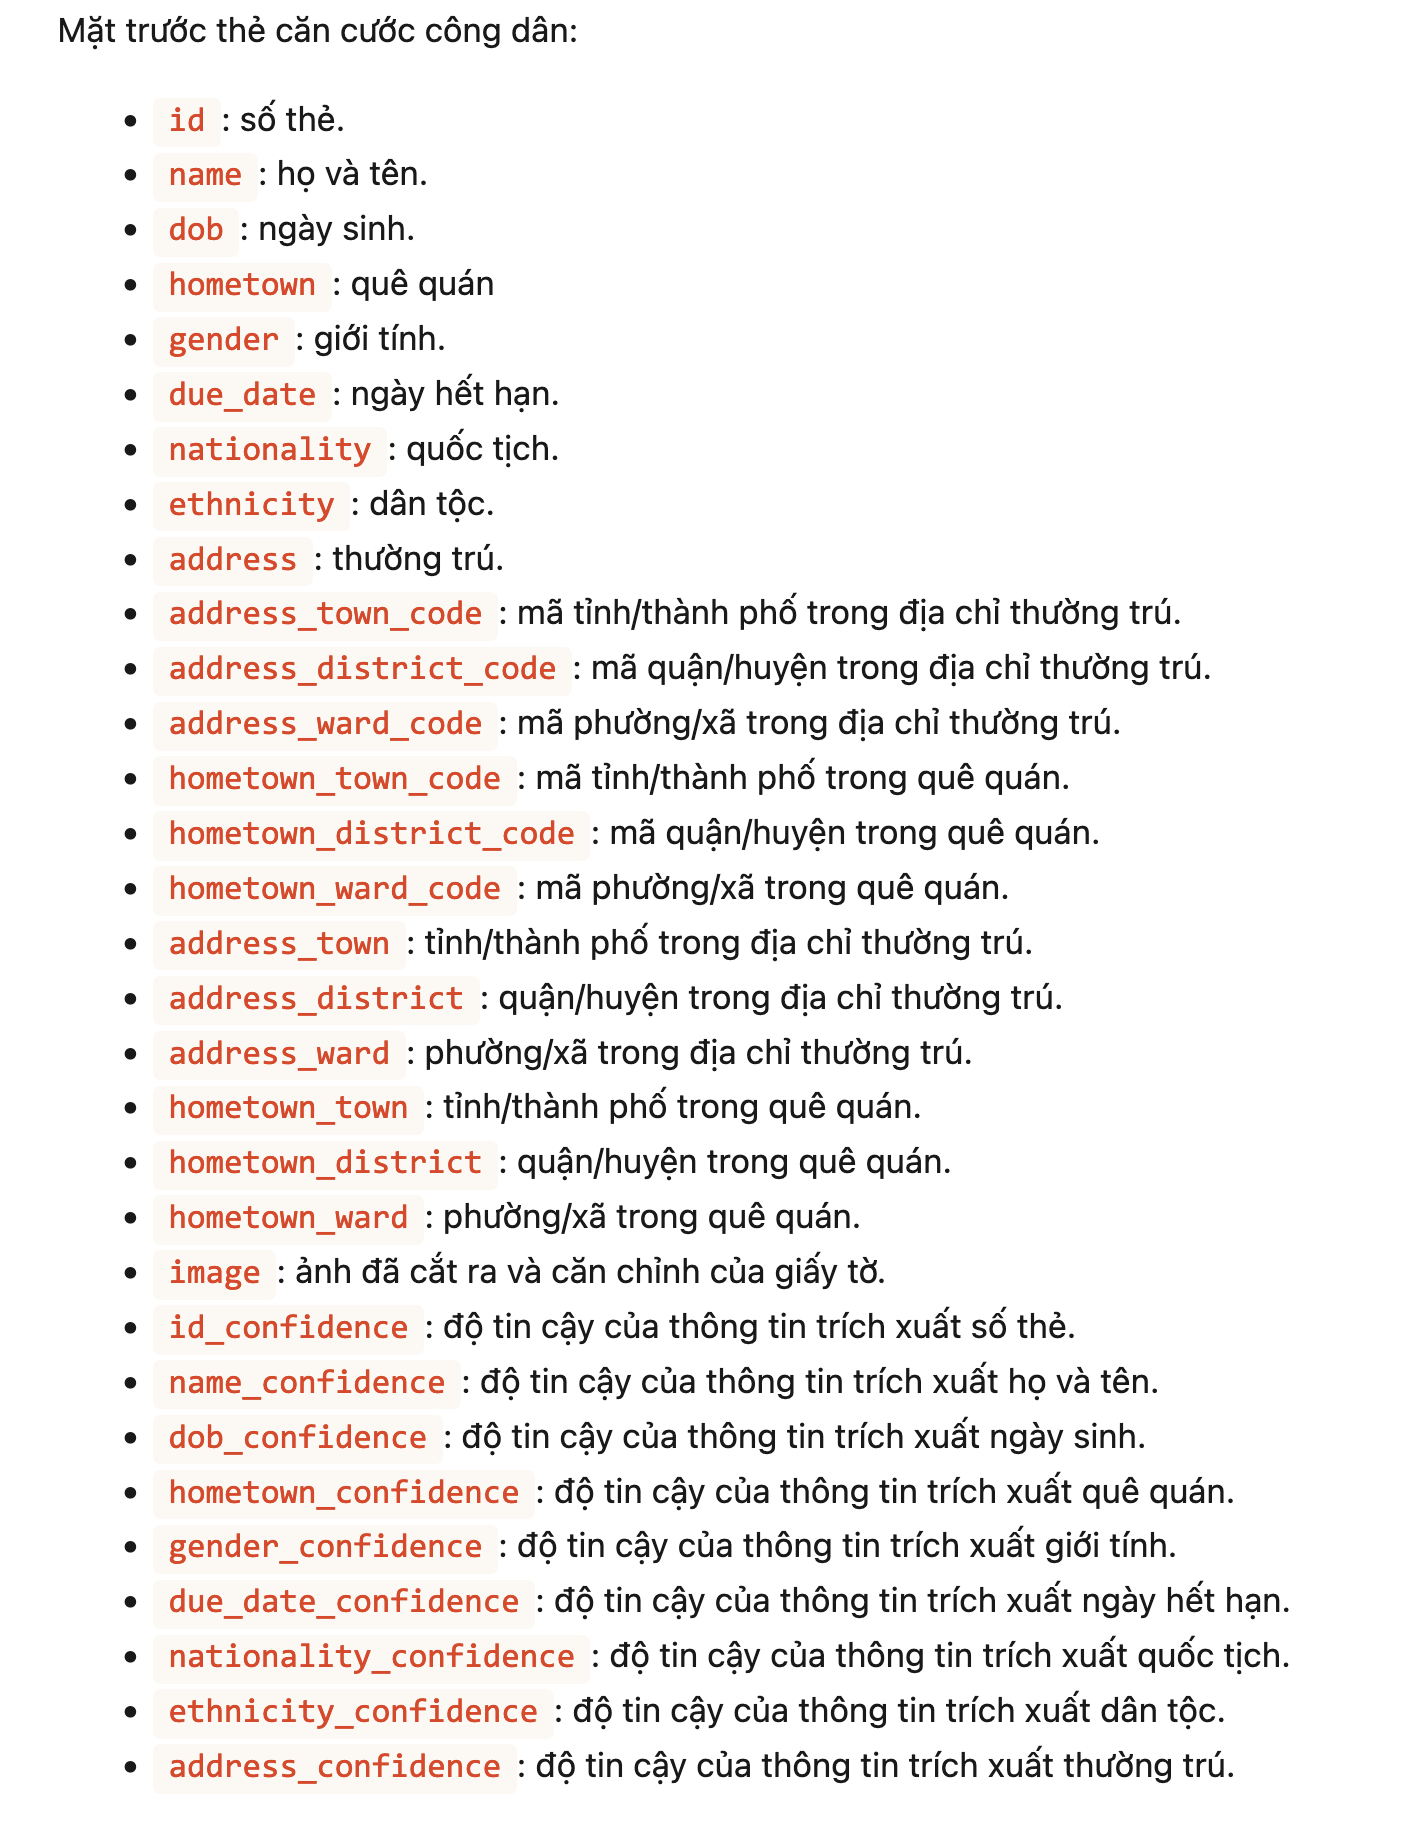 Mặt trước thẻ căn cước công dân:
• id : số thẻ.
• name : họ và tên.
• dob : ngày sinh.
• hometown : quê quán
• gender : giới tính.
• due_date : ngày hết hạn.
• nationality : quốc tịch.
• ethnicity : dân tộc.
• address : thường trú.
• address_town_code : mã tỉnh/thành phố trong địa chỉ thường trú.
• address_district_code : mã quận/huyện trong địa chỉ thường trú.
• address_ward_code : mã phường/xã trong địa chỉ thường trú.
• hometown_town_code : mã tỉnh/thành phố trong quê quán.
• hometown_district_code : mã quận/huyện trong quê quán.
• hometown_ward_code : mã phường/xã trong quê quán.
• address_town : tỉnh/thành phố trong địa chỉ thường trú.
• address_district : quận/huyện trong địa chỉ thường trú.
• address_ward : phường/xã trong địa chỉ thường trú.
• hometown_town : tỉnh/thành phố trong quê quán.
• hometown_district : quận/huyện trong quê quán.
• hometown_ward : phường/xã trong quê quán.
• image : ảnh đã cắt ra và căn chỉnh của giấy tờ.
• id_confidence : độ tin cậy của thông tin trích xuất số thẻ.
• name_confidence : độ tin cậy của thông tin trích xuất họ và tên.
• dob_confidence : độ tin cậy của thông tin trích xuất ngày sinh.
• hometown_confidence : độ tin cậy của thông tin trích xuất quê quán.
• gender_confidence : độ tin cậy của thông tin trích xuất giới tính.
• due_date_confidence : độ tin cậy của thông tin trích xuất ngày hết hạn.
• nationality_confidence : độ tin cậy của thông tin trích xuất quốc tịch.
• ethnicity_confidence : độ tin cậy của thông tin trích xuất dân tộc.
• address_confidence : độ tin cậy của thông tin trích xuất thường trú.